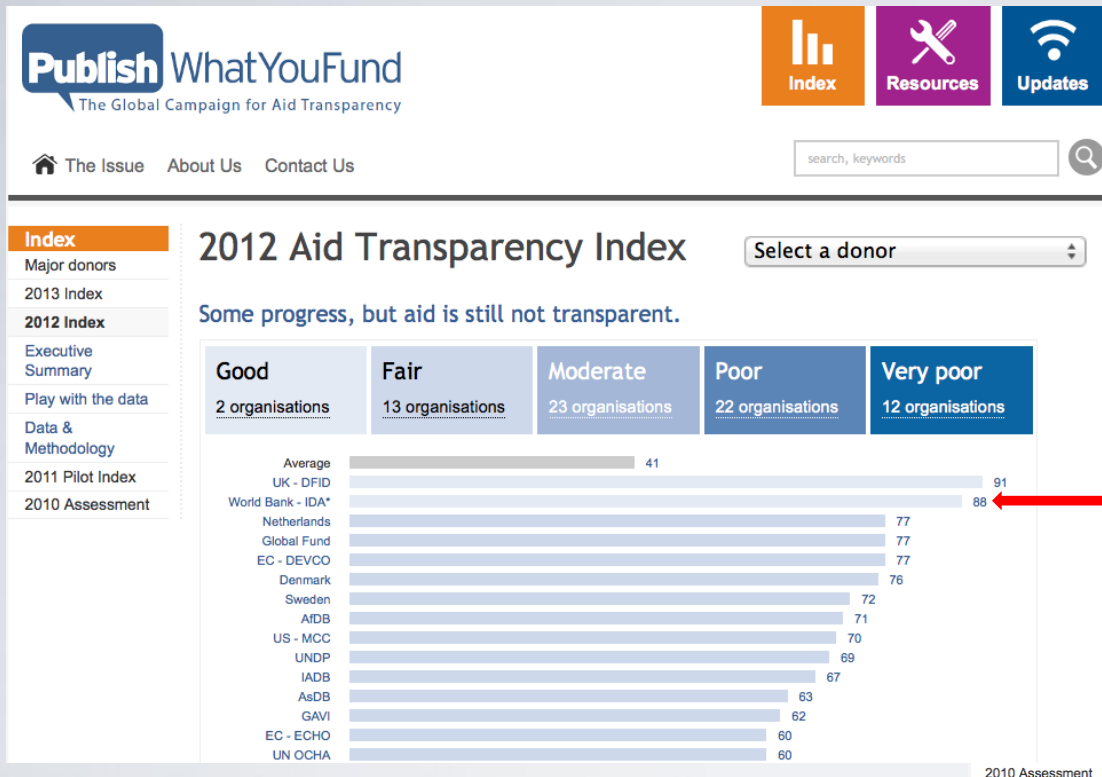 Publish WhatYouFund
The Global Campaign for Aid Transparency
Index
Resources
Updates
The Issue About Us Contact Us
search, keywords
Index
Major donors
2013 Index
2012 Index
Executive
Summary
Play with the data
Data &
Methodology
2011 Pilot Index
2010 Assessment
2012 Aid Transparency Index
Select a donor
Some progress, but aid is still not transparent.
Good
2 organisations
Fair
13 organisations
Moderate
23 organisations
Poor
22 organisations
Very poor
12 organisations
Average 41
UK - DFID 91
World Bank - IDA* 88
Netherlands 77
Global Fund 77
EC - DEVCO 77
Denmark 76
Sweden 72
AfDB 71
US - MCC 70
UNDP 69
IADB 67
AsDB 63
GAVI 62
EC - ECHO 60
UN OCHA 60
2010 Assessment